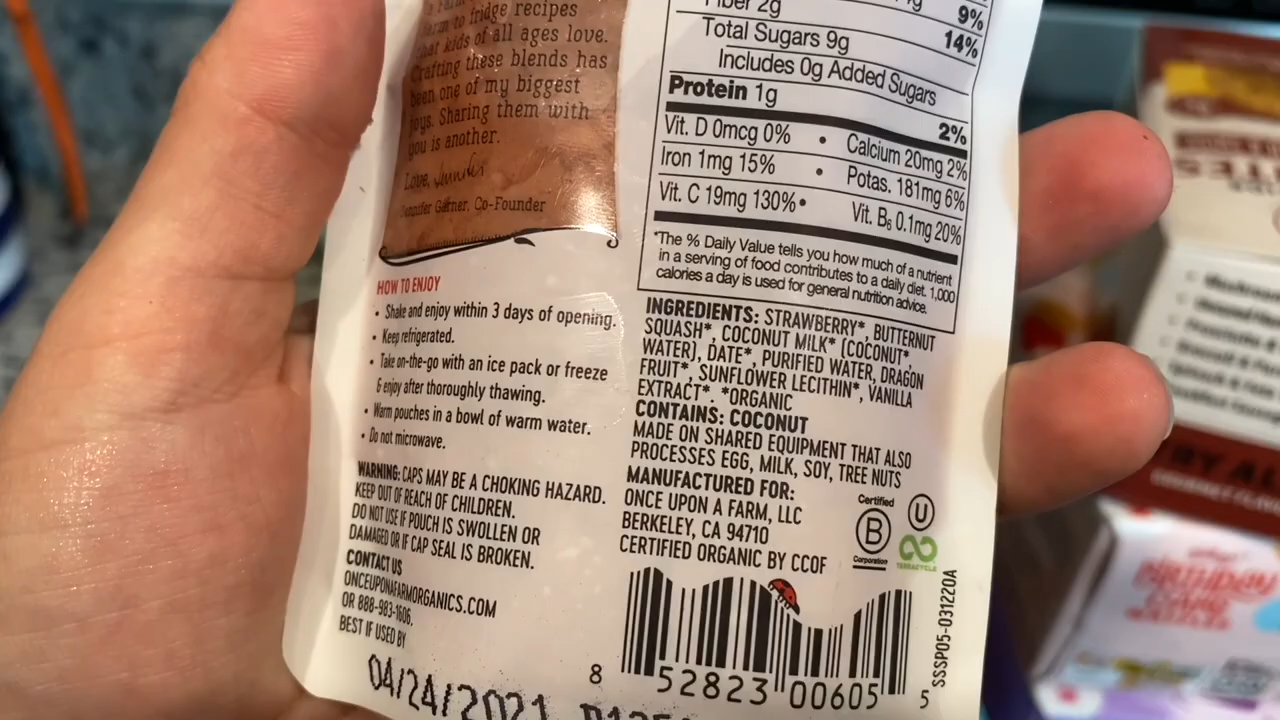 to fridge recipes
that kids of all ages love.
Crafting these blends has
been one of my biggest
joys. Sharing them with
you is another.
Love,
Jennifer Garner, Co-Founder
HOW TO ENJOY
• Shake and enjoy within 3 days of opening.
• Keep refrigerated.
• Take on-the-go with an ice pack or freeze
& enjoy after thoroughly thawing.
• Warm pouches in a bowl of warm water.
• Do not microwave.
WARNING: CAPS MAY BE A CHOKING HAZARD.
KEEP OUT OF REACH OF CHILDREN.
DO NOT USE IF POUCH IS SWOLLEN OR
DAMAGED OR IF CAP SEAL IS BROKEN.
CONTACT US
ONCEUPONAFARMORGANICS.COM
OR 888-983-1606.
BEST IF USED BY
04/24/2021
9%
Fiber 2g 14%
Total Sugars 9g
Includes 0g Added Sugars
Protein 1g 2%
Vit. D 0mcg 0% • Calcium 20mg 2%
Iron 1mg 15% • Potas. 181mg 6%
Vit. C 19mg 130% • Vit. B6 0.1mg 20%
*The % Daily Value tells you how much of a nutrient
in a serving of food contributes to a daily diet. 1,000
calories a day is used for general nutrition advice.
INGREDIENTS: STRAWBERRY*, BUTTERNUT
SQUASH*, COCONUT MILK* (COCONUT*,
WATER), DATE*, PURIFIED WATER, DRAGON
FRUIT*, SUNFLOWER LECITHIN*, VANILLA
EXTRACT*. *ORGANIC
CONTAINS: COCONUT
MADE ON SHARED EQUIPMENT THAT ALSO
PROCESSES EGG, MILK, SOY, TREE NUTS
MANUFACTURED FOR:
ONCE UPON A FARM, LLC
BERKELEY, CA 94710
CERTIFIED ORGANIC BY CCOF
Certified
B
Corporation
U
TERRACYCLE
8 52823 00605 5
SSSP05-031220A